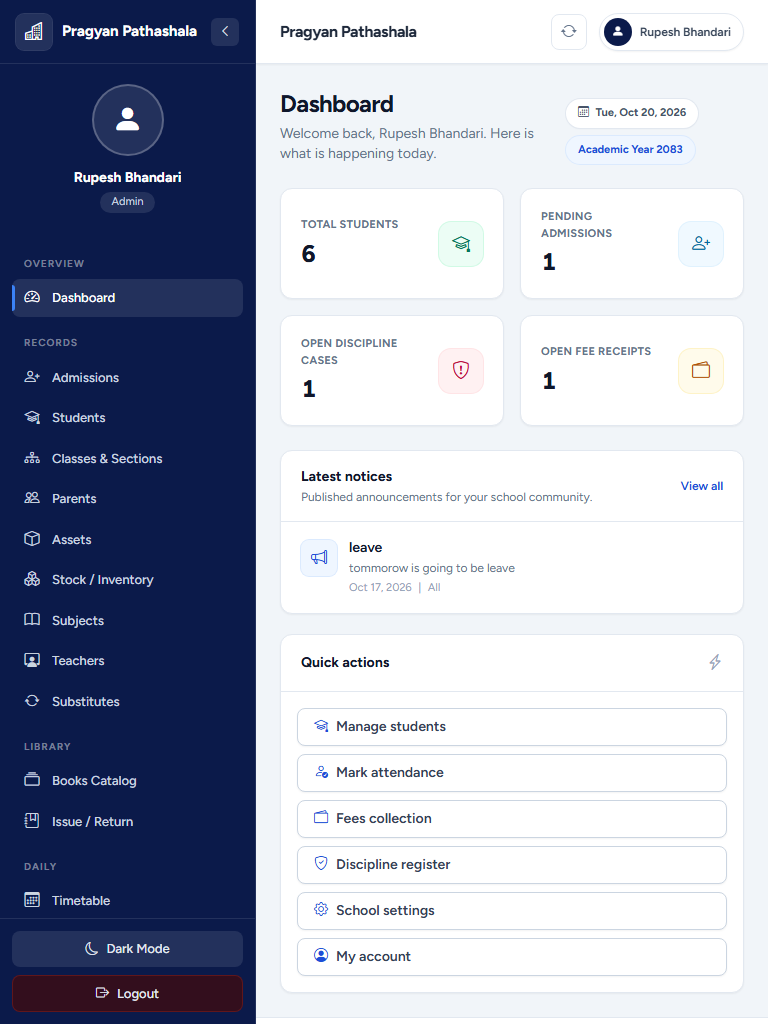 Pragyan Pathashala
Rupesh Bhandari
Admin
OVERVIEW
Dashboard
RECORDS
Admissions
Students
Classes & Sections
Parents
Assets
Stock / Inventory
Subjects
Teachers
Substitutes
LIBRARY
Books Catalog
Issue / Return
DAILY
Timetable
Dark Mode
Logout
Pragyan Pathashala
Rupesh Bhandari
Dashboard
Welcome back, Rupesh Bhandari. Here is
what is happening today.
Tue, Oct 20, 2026
Academic Year 2083
TOTAL STUDENTS
6
PENDING
ADMISSIONS
1
OPEN DISCIPLINE
CASES
1
OPEN FEE RECEIPTS
1
Latest notices
Published announcements for your school community.
View all
leave
tommorow is going to be leave
Oct 17, 2026 | All
Quick actions
Manage students
Mark attendance
Fees collection
Discipline register
School settings
My account